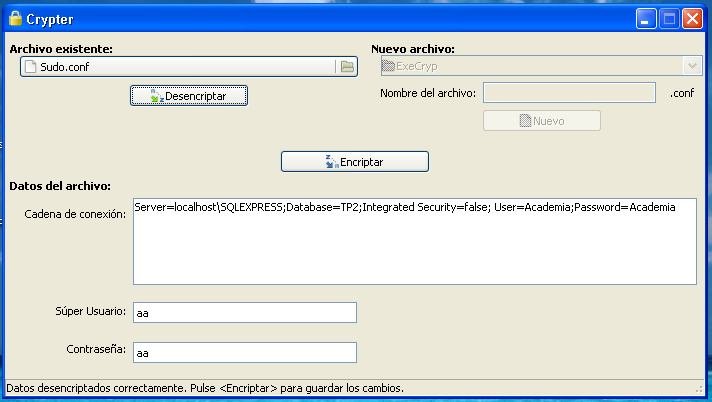 Crypter
Archivo existente:
Nuevo archivo:
Sudo.conf
ExeCryp
Desencriptar
Nombre del archivo:
.conf
Nuevo
Encriptar
Datos del archivo:
Cadena de conexión:
Server=localhost\SQLEXPRESS;Database=TP2;Integrated Security=false; User=Academia;Password=Academia
Súper Usuario:
aa
Contraseña:
aa
Datos desencriptados correctamente. Pulse <Encriptar> para guardar los cambios.